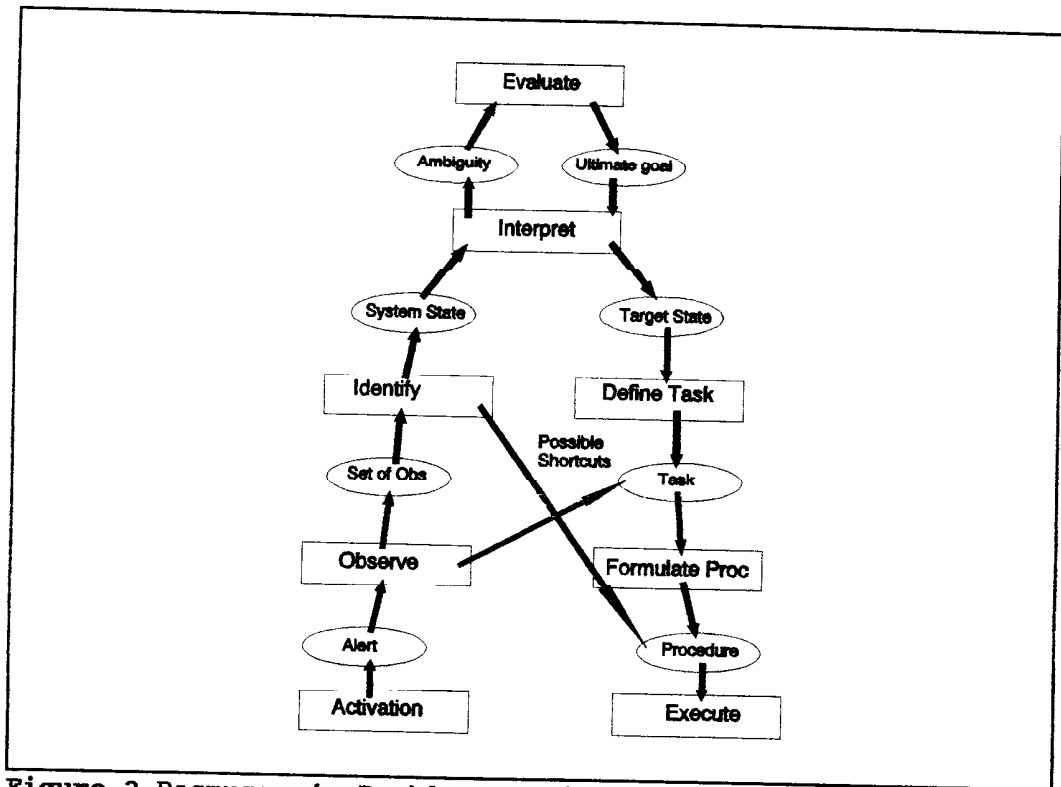 Evaluate
Ambiguity
Ultimate goal
Interpret
System State
Target State
Identify
Define Task
Possible
Shortcuts
Set of Obs
Task
Observe
Formulate Proc
Alert
Procedure
Activation
Execute
Figure